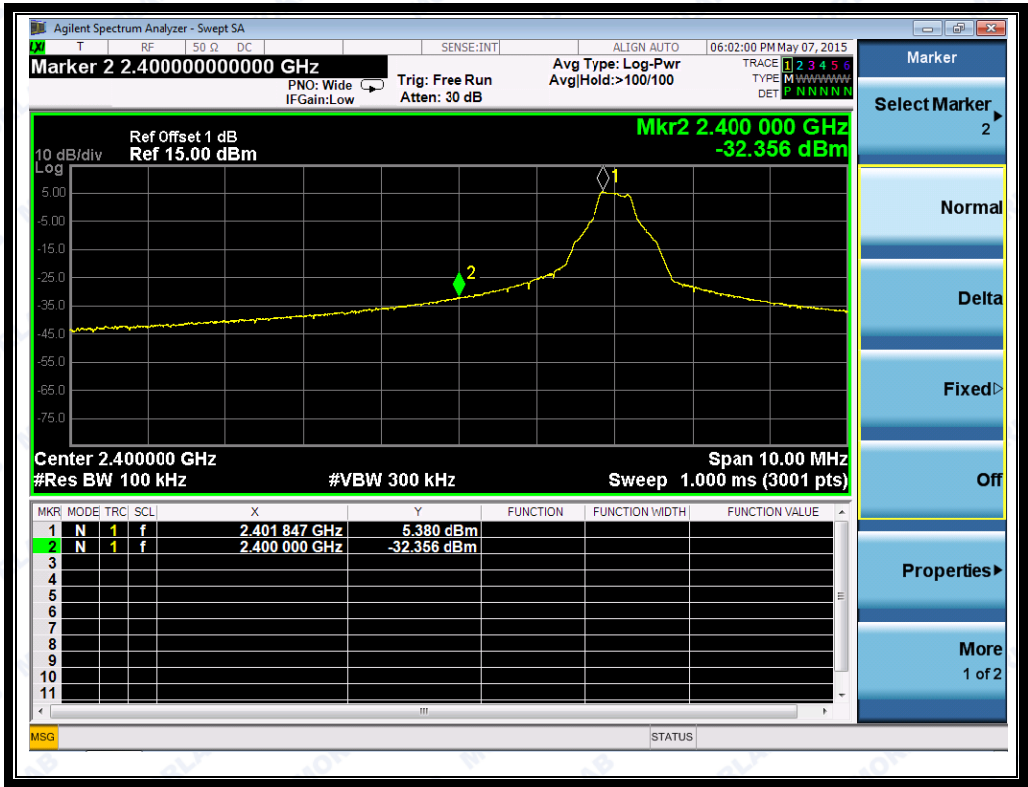 Agilent Spectrum Analyzer - Swept SA
LXI T RF 50 Ω DC SENSE:INT ALIGN AUTO 06:02:00 PM May 07, 2015
Marker 2 2.400000000000 GHz
PNO: Wide
IFGain:Low
Trig: Free Run
Atten: 30 dB
Avg Type: Log-Pwr
Avg|Hold:>100/100
TRACE 1 2 3 4 5 6
TYPE M WWWWW
DET P N N N N N
Ref Offset 1 dB
10 dB/div Ref 15.00 dBm
Log
Mkr2 2.400 000 GHz
-32.356 dBm
5.00
-5.00
-15.0
-25.0
-35.0
-45.0
-55.0
-65.0
-75.0
1
2
Center 2.400000 GHz Span 10.00 MHz
#Res BW 100 kHz #VBW 300 kHz Sweep 1.000 ms (3001 pts)
MKR MODE TRC SCL X Y FUNCTION FUNCTION WIDTH FUNCTION VALUE
1 N 1 f 2.401 847 GHz 5.380 dBm
2 N 1 f 2.400 000 GHz -32.356 dBm
3
4
5
6
7
8
9
10
11
MSG STATUS
Marker
Select Marker
2
Normal
Delta
Fixed
Off
Properties
More
1 of 2